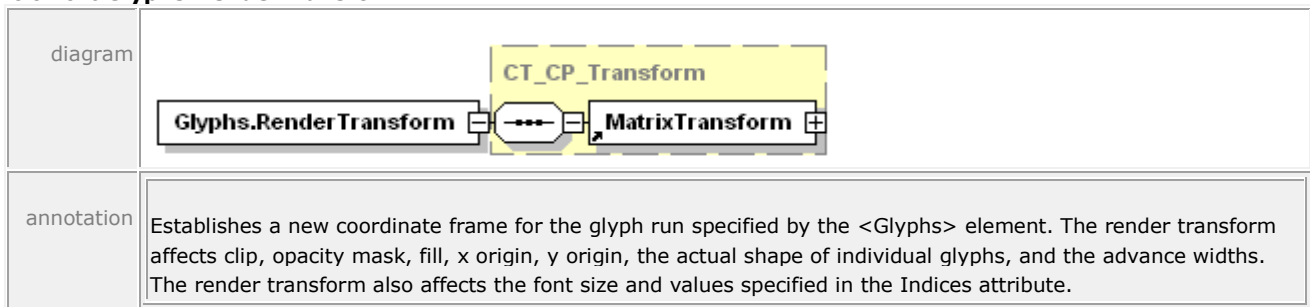 diagram
CT_CP_Transform
Glyphs.RenderTransform
MatrixTransform
annotation
Establishes a new coordinate frame for the glyph run specified by the <Glyphs> element. The render transform
affects clip, opacity mask, fill, x origin, y origin, the actual shape of individual glyphs, and the advance widths.
The render transform also affects the font size and values specified in the Indices attribute.